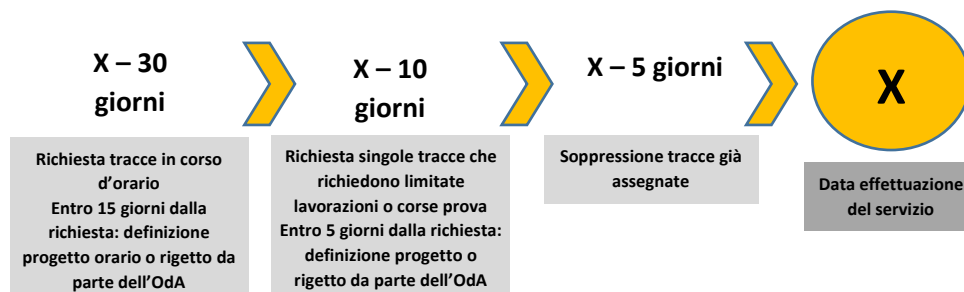 X – 30
giorni
X – 10
giorni
X – 5 giorni
X
Richiesta tracce in corso
d'orario
Entro 15 giorni dalla
richiesta: definizione
progetto orario o rigetto da
parte dell'OdA
Richiesta singole tracce che
richiedono limitate
lavorazioni o corse prova
Entro 5 giorni dalla richiesta:
definizione progetto o
rigetto da parte dell'OdA
Soppressione tracce già
assegnate
Data effettuazione
del servizio